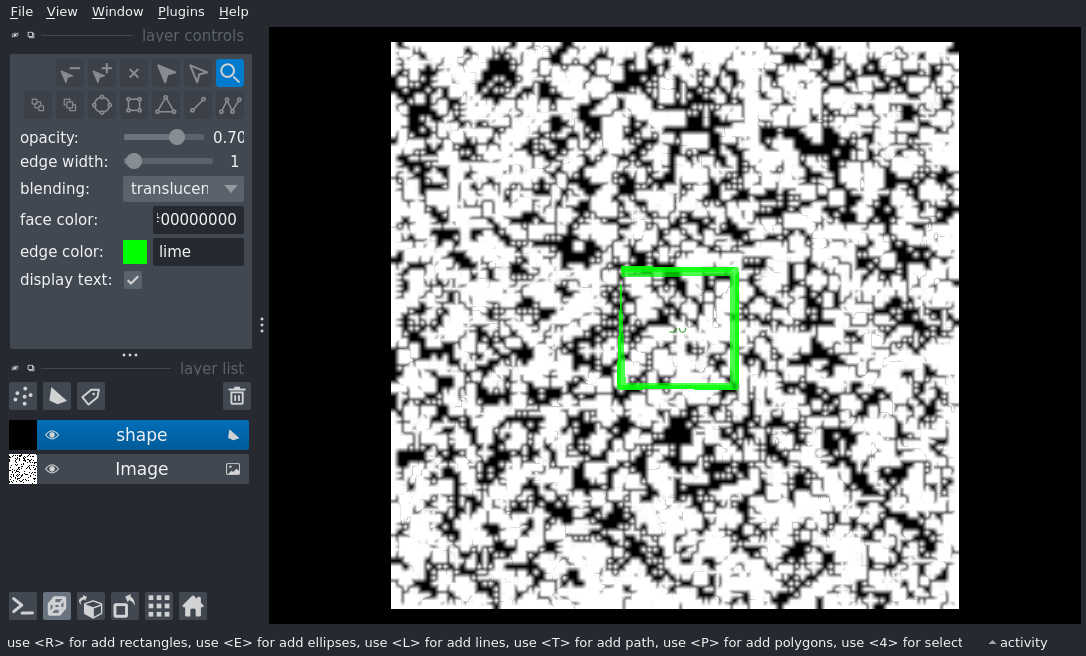 File View Window Plugins Help
layer controls
opacity: 0.70
edge width: 1
blending: translucen
face color: 00000000
edge color: lime
display text:
layer list
shape
Image
use <R> for add rectangles, use <E> for add ellipses, use <L> for add lines, use <T> for add path, use <P> for add polygons, use <4> for select
activity